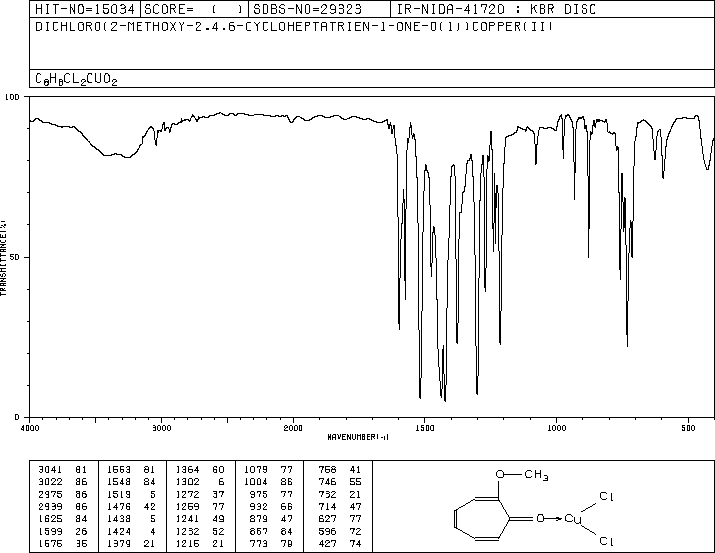 HIT-NO=15034 SCORE= ( ) SDBS-NO=29323 IR-NIDA-41720 : KBR DISC
DICHLORO(2-METHOXY-2,4,6-CYCLOHEPTATRIEN-1-ONE-O(1))COPPER(II)
C8H8CL2CUO2
100
50
0
TRANSMITTANCE(%)
4000 3000 2000 1500 1000 500
WAVENUMBER(-1)
3041 81 1563 81 1364 60 1079 77 758 41
3022 86 1548 84 1302 6 1004 86 746 55
2975 86 1519 5 1272 37 975 77 732 21
2939 86 1476 42 1259 77 932 66 714 47
1625 84 1438 5 1241 49 879 47 627 77
1599 26 1424 4 1232 52 867 84 596 72
1575 35 1379 21 1215 21 773 79 427 74
O CH3
O Cu
Cl
Cl